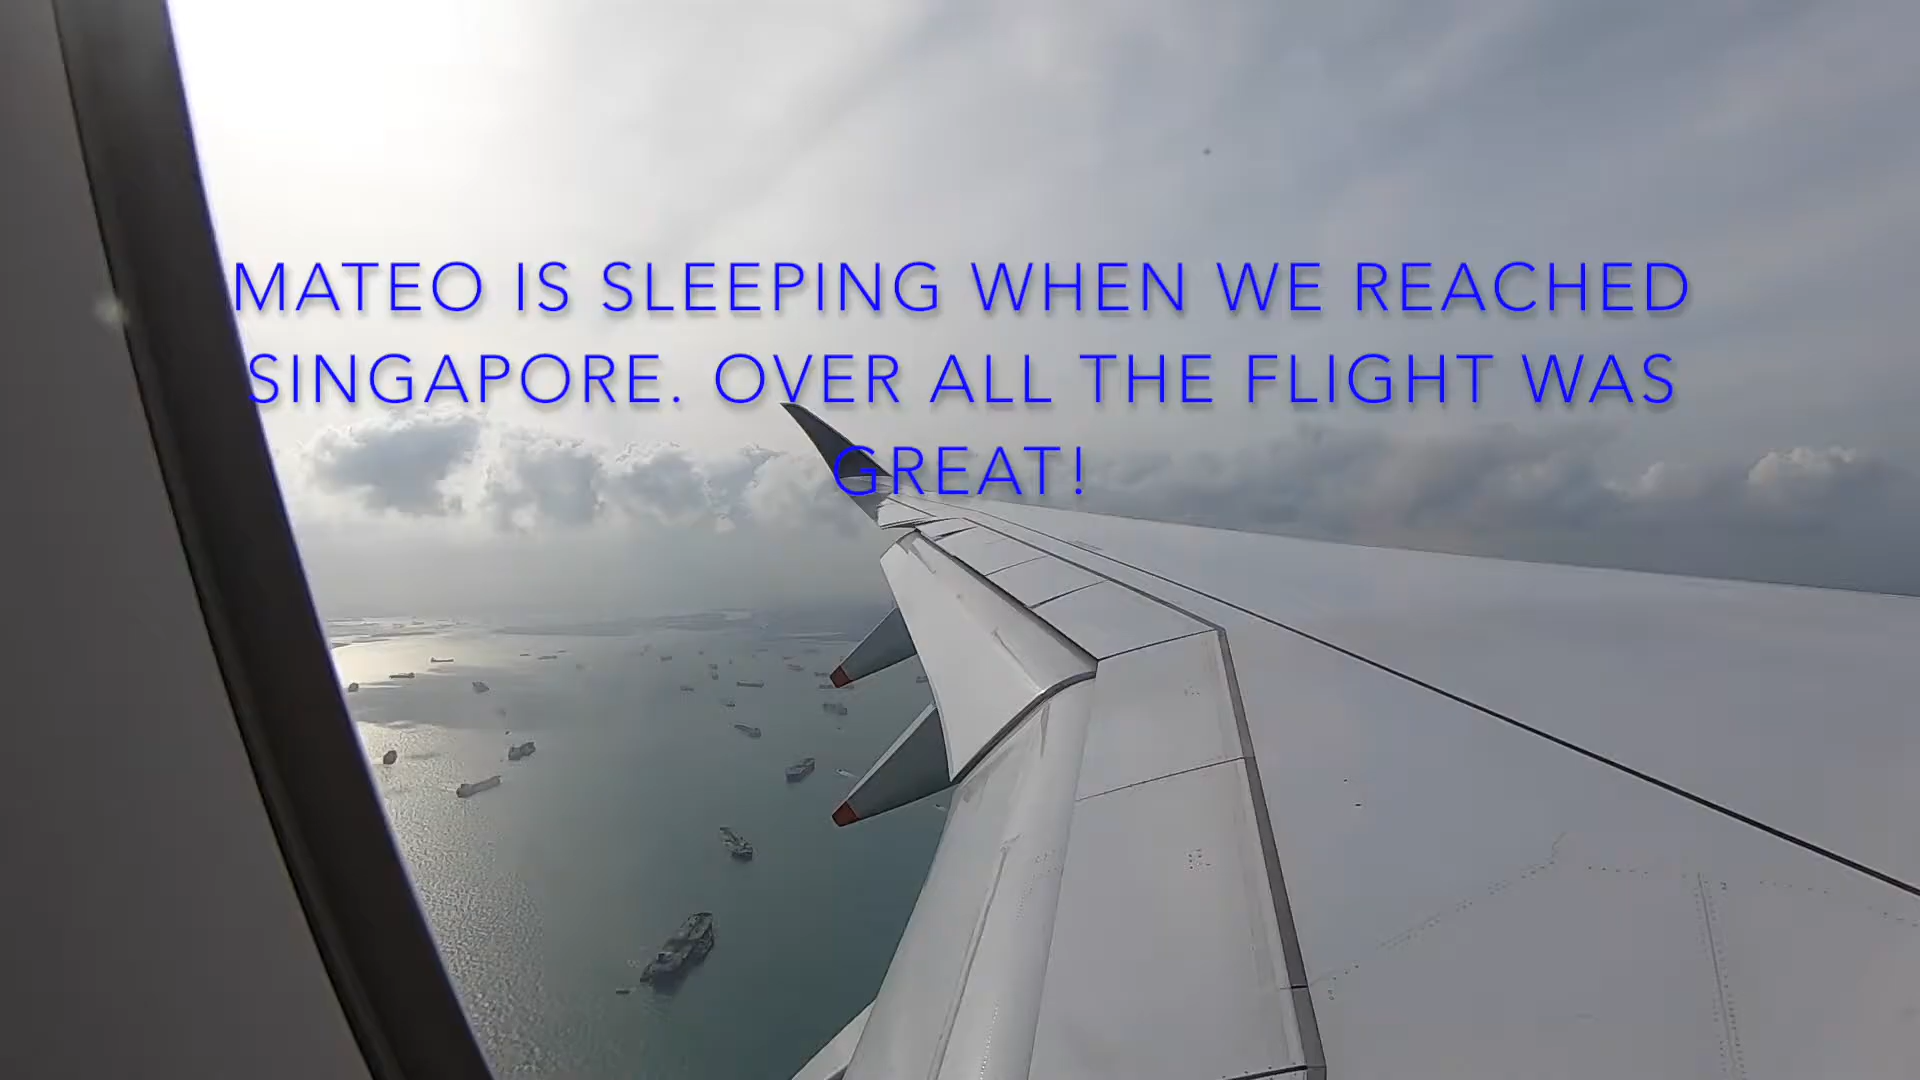 MATEO IS SLEEPING WHEN WE REACHED
SINGAPORE. OVER ALL THE FLIGHT WAS
GREAT!